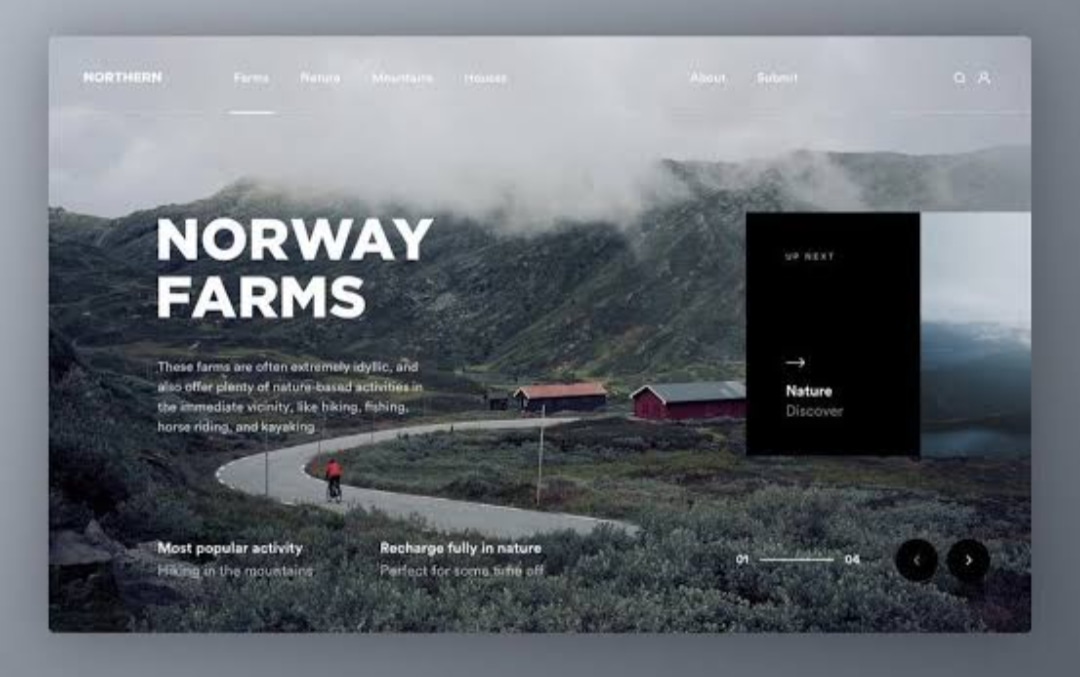 NORTHERN
Farms Nature Mountains Houses About Submit
NORWAY
FARMS
These farms are often extremely idyllic, and
also offer plenty of nature-based activities in
the immediate vicinity, like hiking, fishing,
horse riding, and kayaking
UP NEXT
Nature
Discover
Most popular activity
Hiking in the mountains
Recharge fully in nature
Perfect for some time off
01 04